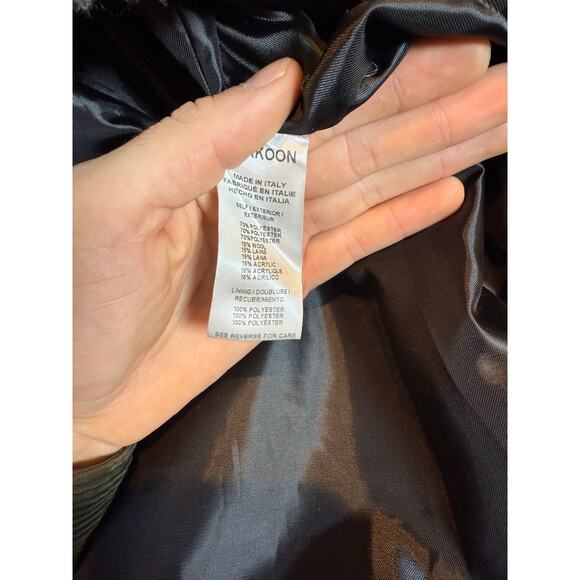 AKOON
MADE IN ITALY
FABRIQUÉ EN ITALIE
HECHO EN ITALIA
SELF / EXTERIOR /
EXTÉRIEUR
70% POLYESTER
70% POLYESTER
70% POLYESTER
15% WOOL
15% LAINE
15% LANA
15% ACRYLIC
15% ACRYLIQUE
15% ACRILICO
LINING / DOUBLURE /
RECUBRIMIENTO
100% POLYESTER
100% POLYESTER
100% POLYESTER
SEE REVERSE FOR CARE